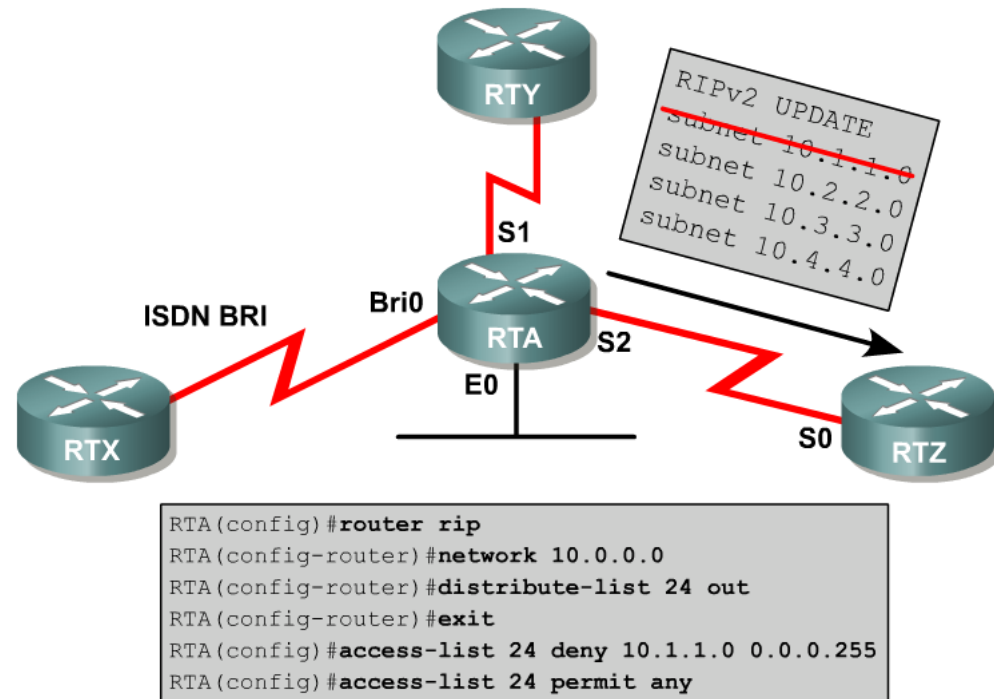 RTY
RIPv2 UPDATE
subnet 10.1.1.0
subnet 10.2.2.0
subnet 10.3.3.0
subnet 10.4.4.0
S1
ISDN BRI
Bri0
RTA
S2
E0
RTX
S0
RTZ
RTA(config)#router rip
RTA(config-router)#network 10.0.0.0
RTA(config-router)#distribute-list 24 out
RTA(config-router)#exit
RTA(config)#access-list 24 deny 10.1.1.0 0.0.0.255
RTA(config)#access-list 24 permit any